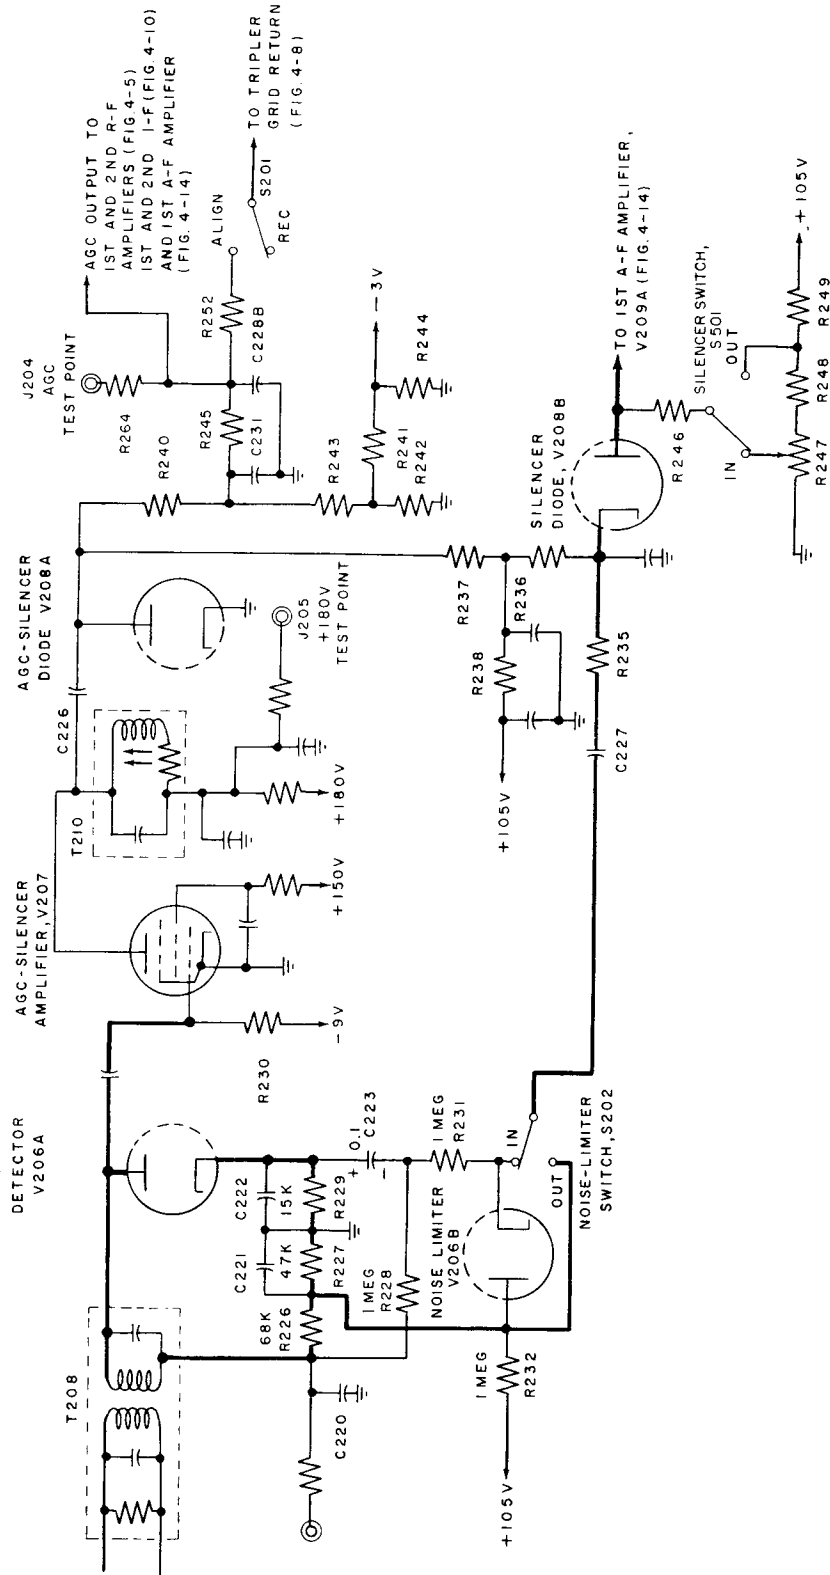 DETECTOR
V206A
T208
C220
68K
R226
C221
47K
R227
C222
15K
R229
+ 0.1 -
C223
1 MEG
R228
1 MEG
R231
NOISE LIMITER
V206B
1 MEG
R232
+105V
IN
OUT
NOISE-LIMITER
SWITCH, S202
AGC-SILENCER
AMPLIFIER, V207
R230
-9V
+150V
T210
+180V
C226
AGC-SILENCER
DIODE V208A
J205
+180V
TEST POINT
+105V
R238
R237
R236
C227
R235
SILENCER
DIODE, V208B
J204
AGC
TEST POINT
R264
R240
R245
C231
R252
C228B
R243
R241
R242
R244
-3V
AGC OUTPUT TO
1ST AND 2ND R-F
AMPLIFIERS (FIG. 4-5)
1ST AND 2ND I-F (FIG. 4-10)
AND 1ST A-F AMPLIFIER
(FIG. 4-14)
ALIGN
REC
S201
TO TRIPLER
GRID RETURN
(FIG. 4-8)
TO 1ST A-F AMPLIFIER,
V209A (FIG. 4-14)
R246
SILENCER SWITCH,
S501
IN
OUT
R247
R248
R249
+105V